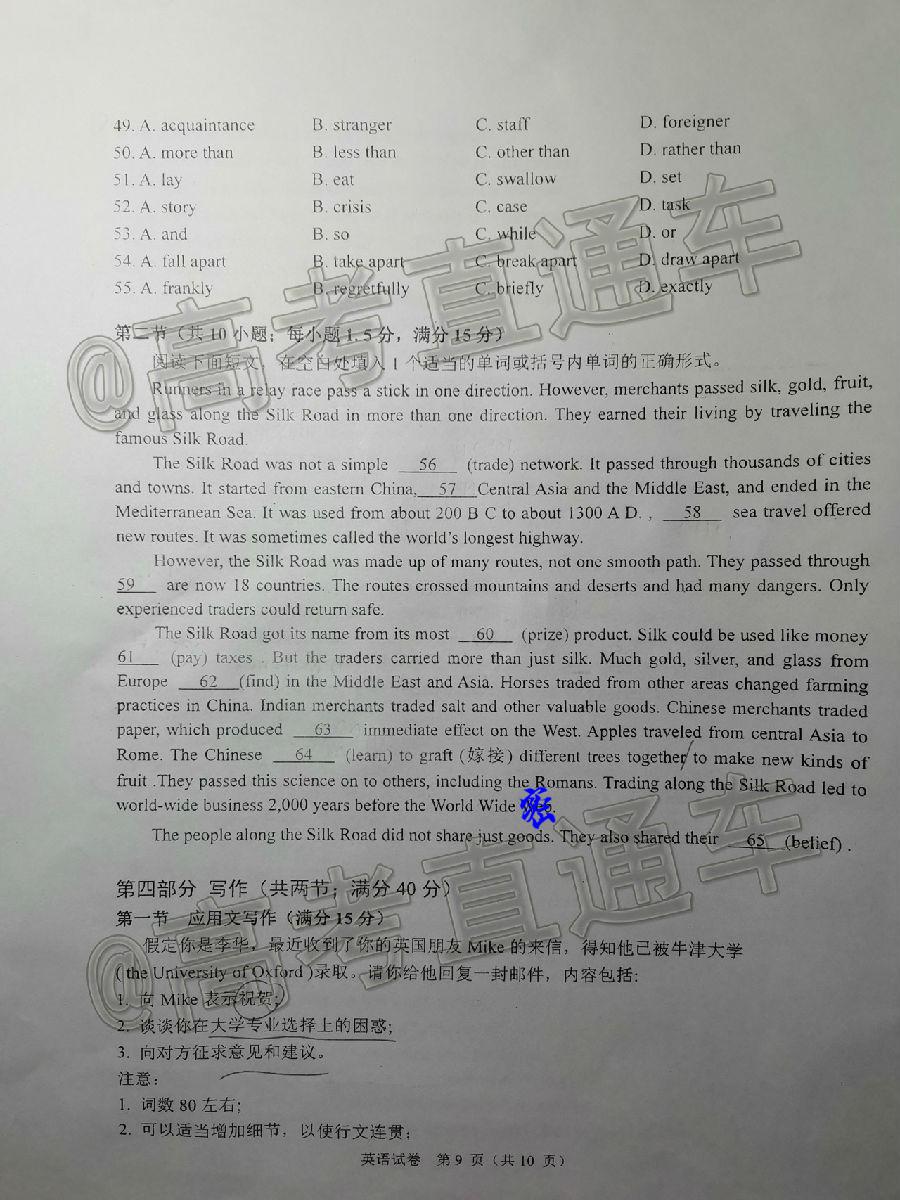 49. A. acquaintance B. stranger C. staff D. foreigner
50. A. more than B. less than C. other than D. rather than
51. A. lay B. eat C. swallow D. set
52. A. story B. crisis C. case D. task
53. A. and B. so C. while D. or
54. A. fall apart B. take apart C. break apart D. draw apart
55. A. frankly B. regretfully C. briefly D. exactly
第二节（共10小题；每小题1.5分，满分15分）
阅读下面短文，在空白处填入1个适当的单词或括号内单词的正确形式。
Runners in a relay race pass a stick in one direction. However, merchants passed silk, gold, fruit,
and glass along the Silk Road in more than one direction. They earned their living by traveling the
famous Silk Road.
The Silk Road was not a simple 56 (trade) network. It passed through thousands of cities
and towns. It started from eastern China, 57 Central Asia and the Middle East, and ended in the
Mediterranean Sea. It was used from about 200 B C to about 1300 A D. , 58 sea travel offered
new routes. It was sometimes called the world's longest highway.
However, the Silk Road was made up of many routes, not one smooth path. They passed through
59 are now 18 countries. The routes crossed mountains and deserts and had many dangers. Only
experienced traders could return safe.
The Silk Road got its name from its most 60 (prize) product. Silk could be used like money
61 (pay) taxes . But the traders carried more than just silk. Much gold, silver, and glass from
Europe 62 (find) in the Middle East and Asia. Horses traded from other areas changed farming
practices in China. Indian merchants traded salt and other valuable goods. Chinese merchants traded
paper, which produced 63 immediate effect on the West. Apples traveled from central Asia to
Rome. The Chinese 64 (learn) to graft (嫁接) different trees together to make new kinds of
fruit .They passed this science on to others, including the Romans. Trading along the Silk Road led to
world-wide business 2,000 years before the World Wide Web.
The people along the Silk Road did not share just goods. They also shared their 65 (belief) .
第四部分 写作（共两节；满分40分）
第一节 应用文写作（满分15分）
假定你是李华，最近收到了你的英国朋友 Mike 的来信，得知他已被牛津大学
( the University of Oxford )录取。请你给他回复一封邮件，内容包括:
1. 向 Mike 表示祝贺;
2. 谈谈你在大学专业选择上的困惑;
3. 向对方征求意见和建议。
注意:
1. 词数 80 左右;
2. 可以适当增加细节，以使行文连贯;
英语试卷 第 9 页（共 10 页）
@高考直通车
@高考直通车